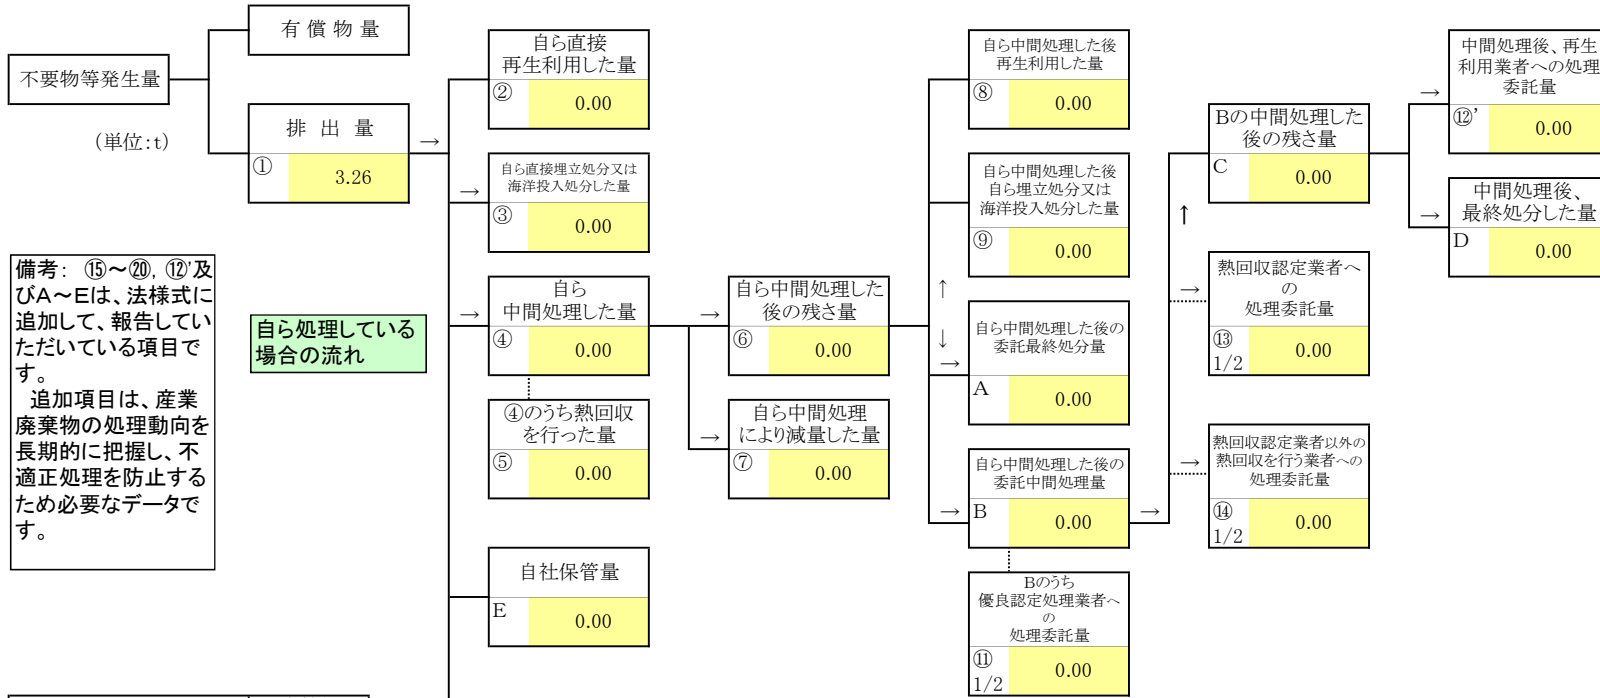 有 償 物 量
不要物等発生量
(単位:t)
排 出 量
→
①
3.26
備考： ⑮～⑳, ⑫'及
びA～Eは、法様式に
追加して、報告してい
ただいている項目で
す。
追加項目は、産業
廃棄物の処理動向を
長期的に把握し、不
適正処理を防止する
ため必要なデータで
す。
自ら処理している
場合の流れ
自ら直接
再生利用した量
②
0.00
→
自ら直接埋立処分又は
海洋投入処分した量
③
0.00
→
自ら
中間処理した量
④
0.00
④のうち熱回収
を行った量
⑤
0.00
自社保管量
E
0.00
→
自ら中間処理した
後の残さ量
⑥
0.00
→
自ら中間処理
により減量した量
⑦
0.00
自ら中間処理した後
再生利用した量
⑧
0.00
自ら中間処理した後
自ら埋立処分又は
海洋投入処分した量
⑨
0.00
↑
↓
→
自ら中間処理した後の
委託最終処分量
A
0.00
→
自ら中間処理した後の
委託中間処理量
B
0.00
→
Bのうち
優良認定処理業者へ
の
処理委託量
⑪
1/2
0.00
Bの中間処理した
後の残さ量
C
0.00
↑
→
熱回収認定業者へ
の
処理委託量
⑬
1/2
0.00
→
熱回収認定業者以外の
熱回収を行う業者への
処理委託量
⑭
1/2
0.00
→
中間処理後、再生
利用業者への処理
委託量
⑫'
0.00
→
中間処理後、
最終処分した量
D
0.00